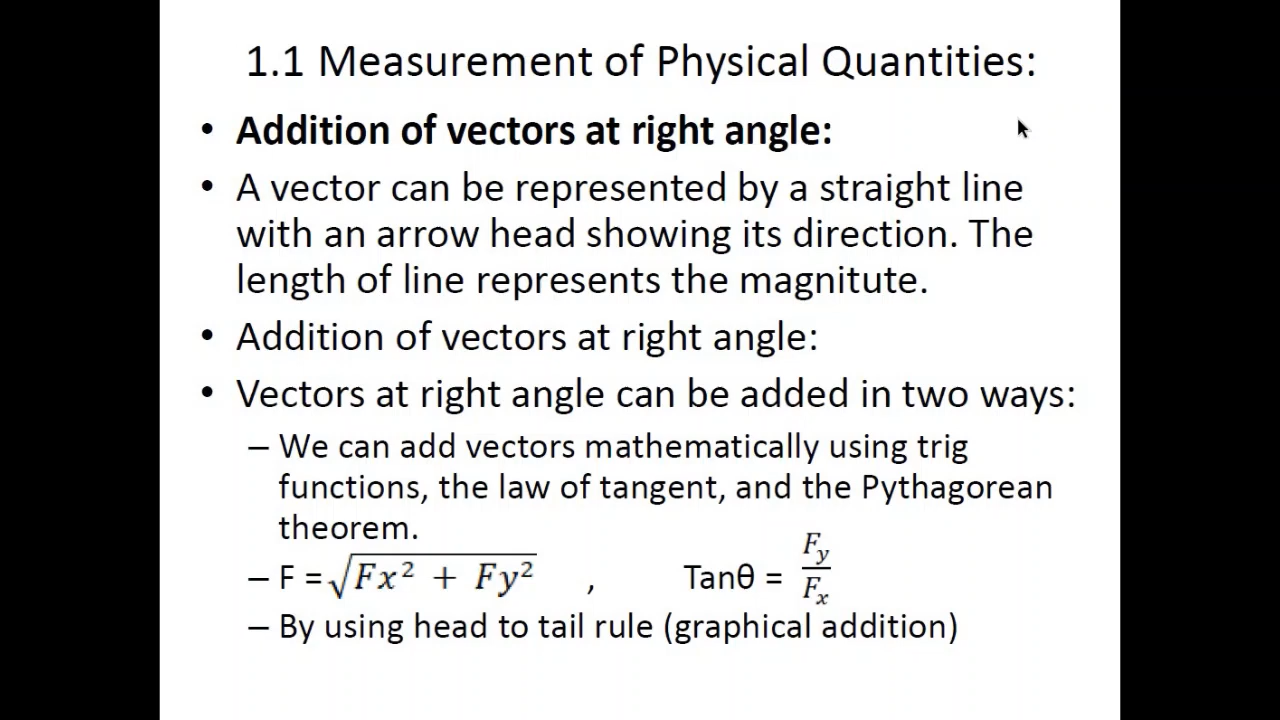 1.1 Measurement of Physical Quantities:
• Addition of vectors at right angle:
• A vector can be represented by a straight line
with an arrow head showing its direction. The
length of line represents the magnitute.
• Addition of vectors at right angle:
• Vectors at right angle can be added in two ways:
– We can add vectors mathematically using trig
functions, the law of tangent, and the Pythagorean
theorem.
– F = √Fx² + Fy² , Tanθ = F_y/F_x
– By using head to tail rule (graphical addition)